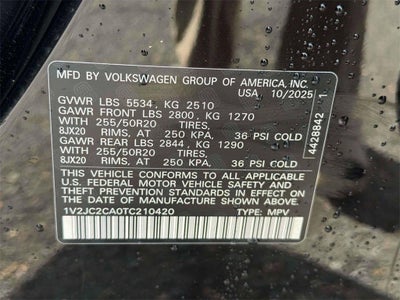 MFD BY VOLKSWAGEN GROUP OF AMERICA, INC.
USA, 10/2025
GVWR LBS 5534, KG 2510
GAWR FRONT LBS 2800, KG 1270
WITH 255/50R20 TIRES,
8JX20 RIMS, AT 250 KPA. 36 PSI COLD
GAWR REAR LBS 2844, KG 1290
WITH 255/50R20 TIRES,
8JX20 RIMS, AT 250 KPA. 36 PSI COLD
THIS VEHICLE CONFORMS TO ALL APPLICABLE
U.S. FEDERAL MOTOR VEHICLE SAFETY AND
THEFT PREVENTION STANDARDS IN EFFECT ON
THE DATE OF MANUFACTURE SHOWN ABOVE.
1V2JC2CA0TC210420 TYPE: MPV
4428842 1